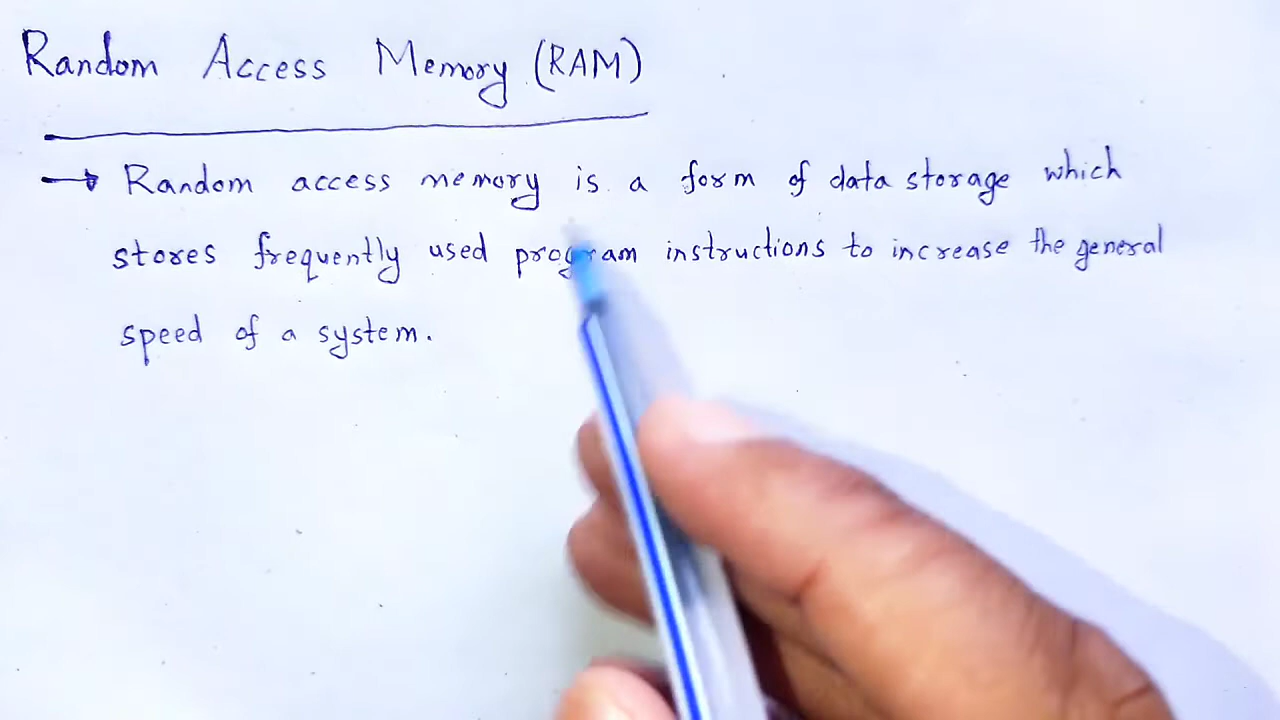 Random Access Memory (RAM)
→ Random access memory is a form of data storage which
stores frequently used program instructions to increase the general
speed of a system.